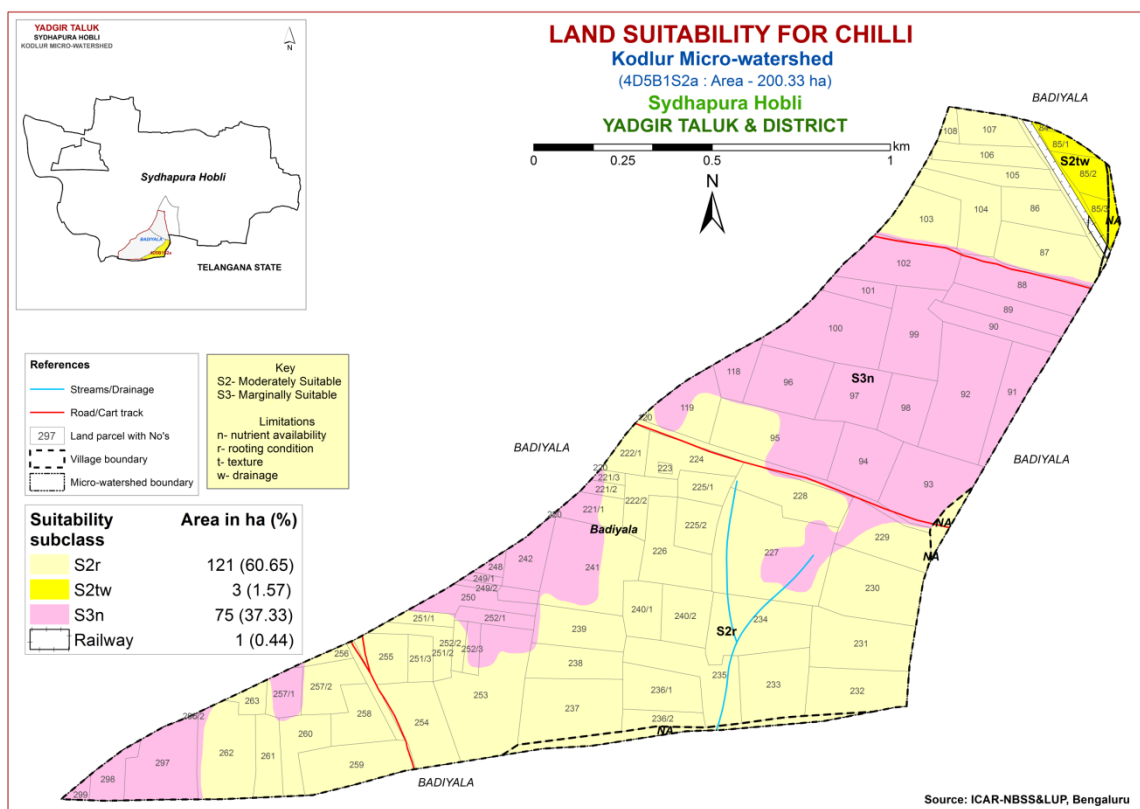 YADGIR TALUK
SYDHAPURA HOBLI
KODLUR MICRO-WATERSHED
N
Sydhapura Hobli
BADIYALA
TELANGANA STATE
LAND SUITABILITY FOR CHILLI
Kodlur Micro-watershed
(4D5B1S2a : Area - 200.33 ha)
Sydhapura Hobli
YADGIR TALUK & DISTRICT
km
0 0.25 0.5 1
N
References
Streams/Drainage
Road/Cart track
297 Land parcel with No's
Village boundary
Micro-watershed boundary
Key
S2- Moderately Suitable
S3- Marginally Suitable
Limitations
n- nutrient availability
r- rooting condition
t- texture
w- drainage
Suitability subclass Area in ha (%)
S2r 121 (60.65)
S2tw 3 (1.57)
S3n 75 (37.33)
Railway 1 (0.44)
BADIYALA
108 107 84
85/1
106 S2tw
105 85/2
86 85/3
103 104 NA
87
102
88
101 89
100 99 90
118 96 S3n 91
97 98 92
119
95
94
93
BADIYALA
BADIYALA
222/1 224
220 223
221/3
221/2 225/1 228
222/2
221/1 225/2 NA
Badiyala 229
226 227 NA
242
248 241
249/1
249/2 230
250
240/1
252/1 240/2 S2r 234
251/1 239
231
256 255 251/3 251/2 252/2 252/3
238 235
257/1 257/2 253 236/1 233 232
263
258 254 237 236/2
260 NA
262 261
297
259
298
299
BADIYALA
Source: ICAR-NBSS&LUP, Bengaluru